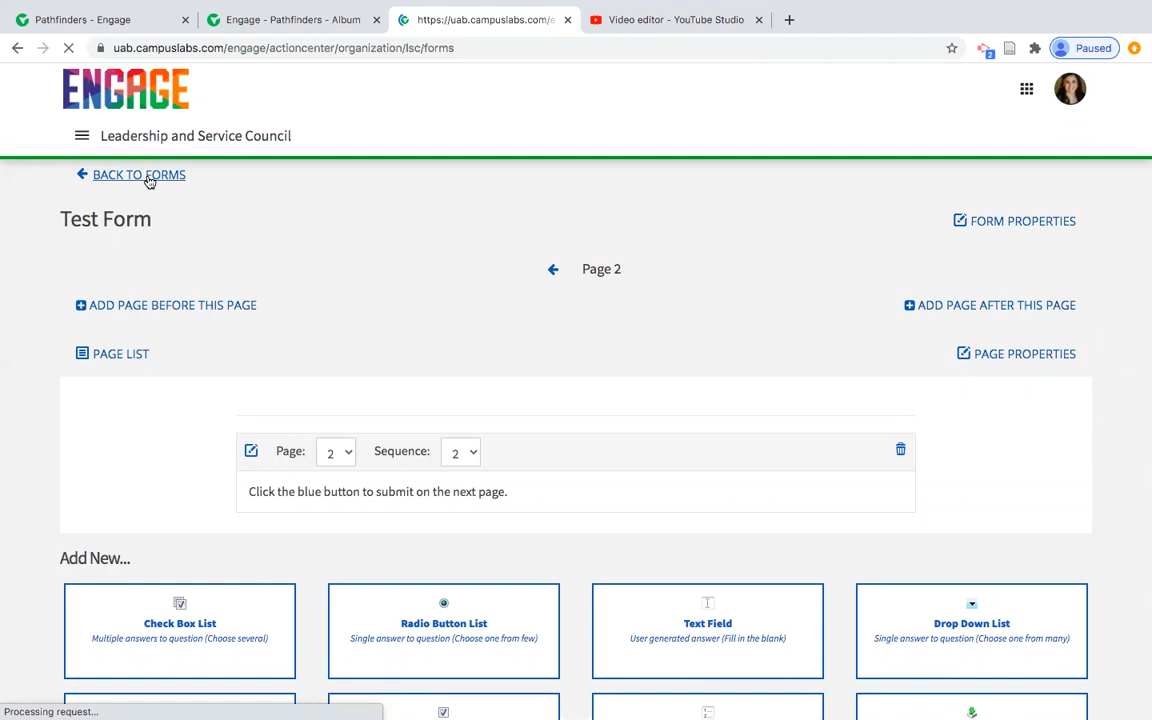 Pathfinders - Engage
Engage - Pathfinders - Album
https://uab.campuslabs.com/e
Video editor - YouTube Studio
uab.campuslabs.com/engage/actioncenter/organization/lsc/forms
2
Paused
ENGAGE
Leadership and Service Council
BACK TO FORMS
Test Form
FORM PROPERTIES
Page 2
ADD PAGE BEFORE THIS PAGE
ADD PAGE AFTER THIS PAGE
PAGE LIST
PAGE PROPERTIES
Page: 2 Sequence: 2
Click the blue button to submit on the next page.
Add New...
Check Box List
Multiple answers to question (Choose several)
Radio Button List
Single answer to question (Choose one from few)
Text Field
User generated answer (Fill in the blank)
Drop Down List
Single answer to question (Choose one from many)
Processing request...